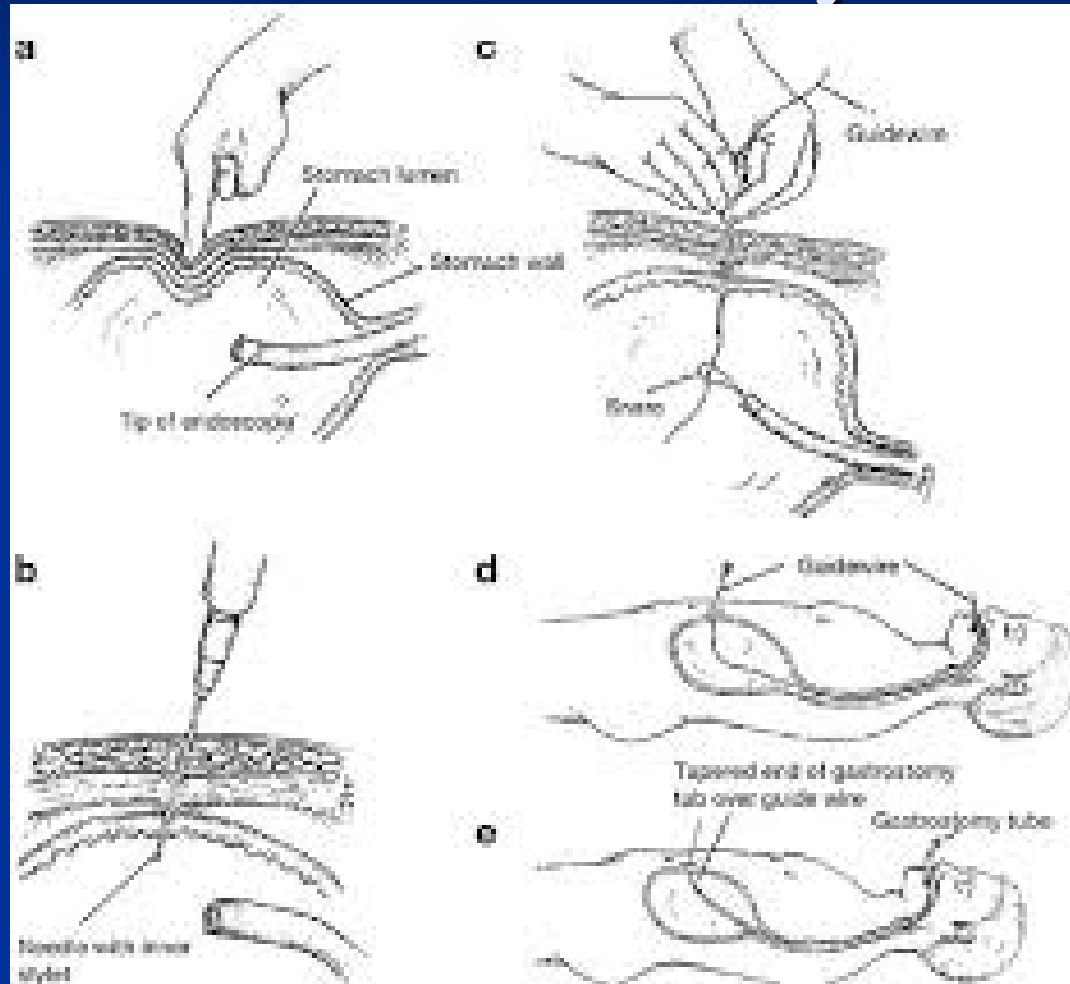 a
Stomach lumen
Stomach wall
Tip of endoscope
c
Guidewire
Snare
b
Needle with inner
stylet
d
Guidewire
e
Tapered end of gastrostomy
tub over guide wire
Gastrostomy tube